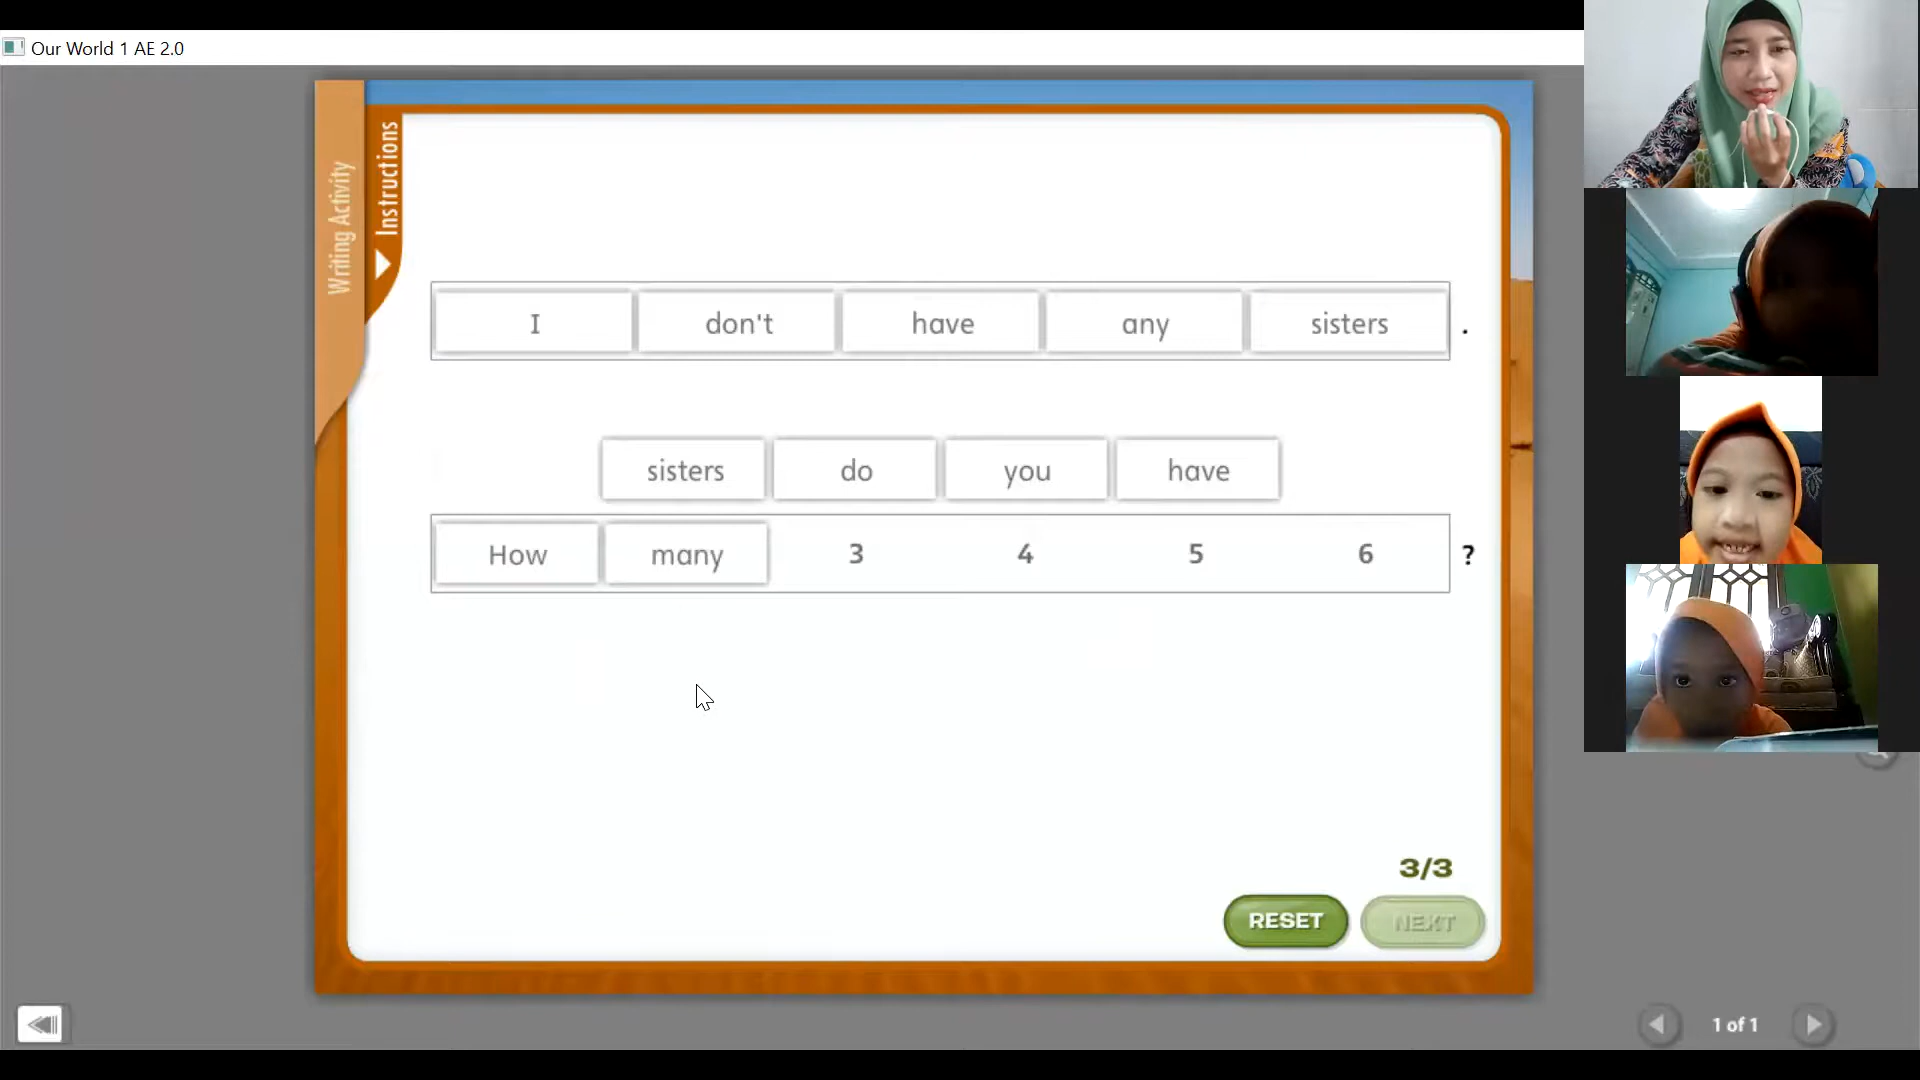 Our World 1 AE 2.0
Writing Activity
Instructions
I don't have any sisters .
sisters do you have
How many 3 4 5 6 ?
3/3
RESET NEXT
1 of 1